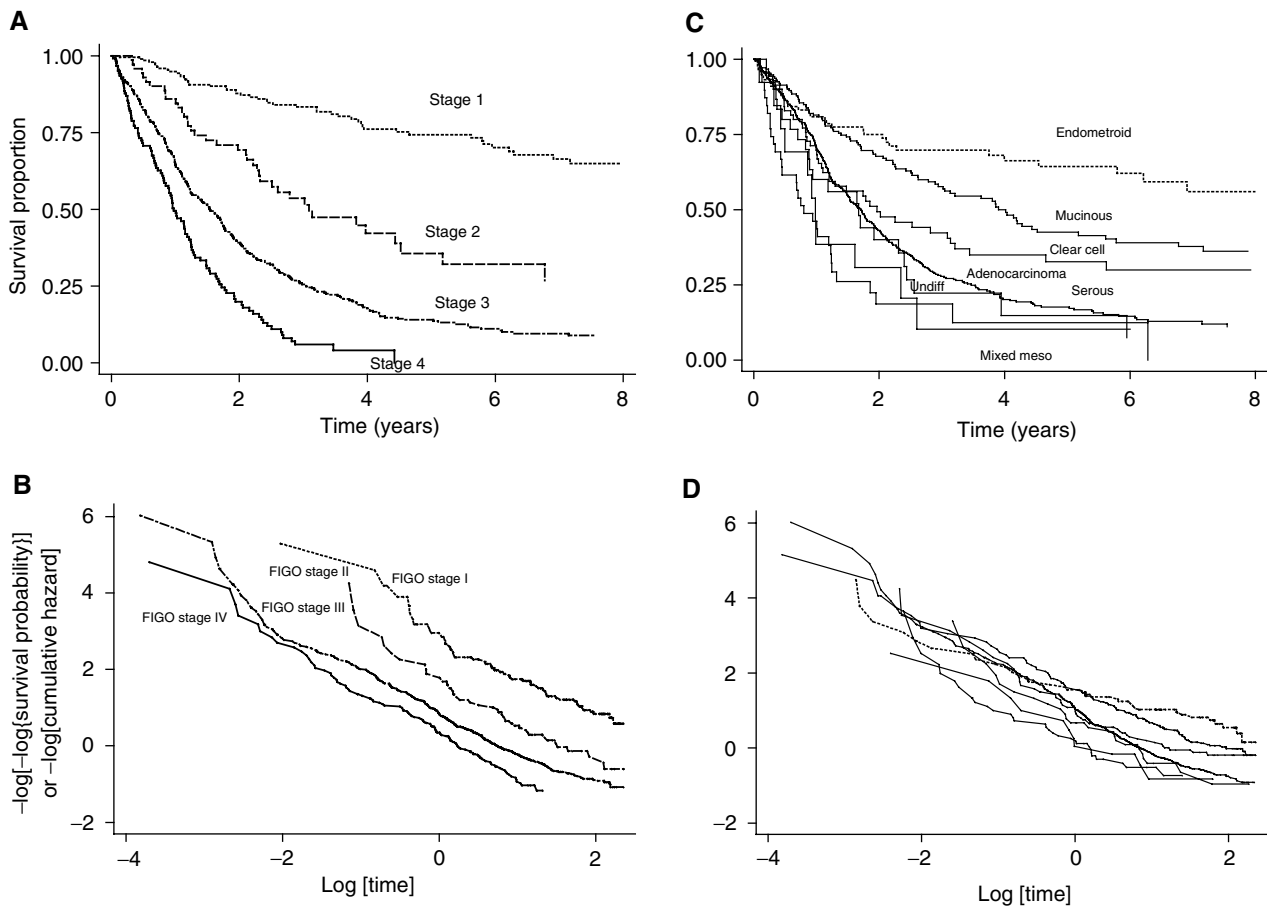 A
1.00
0.75
0.50
0.25
0.00
Survival proportion
Stage 1
Stage 2
Stage 3
Stage 4
0 2 4 6 8
Time (years)
C
1.00
0.75
0.50
0.25
0.00
Endometroid
Mucinous
Clear cell
Adenocarcinoma
Undiff
Serous
Mixed meso
0 2 4 6 8
Time (years)
B
6
4
2
0
−2
−log[−log{survival probability}]
or −log[cumulative hazard]
FIGO stage II
FIGO stage I
FIGO stage III
FIGO stage IV
−4 −2 0 2
Log [time]
D
6
4
2
0
−2
−4 −2 0 2
Log [time]